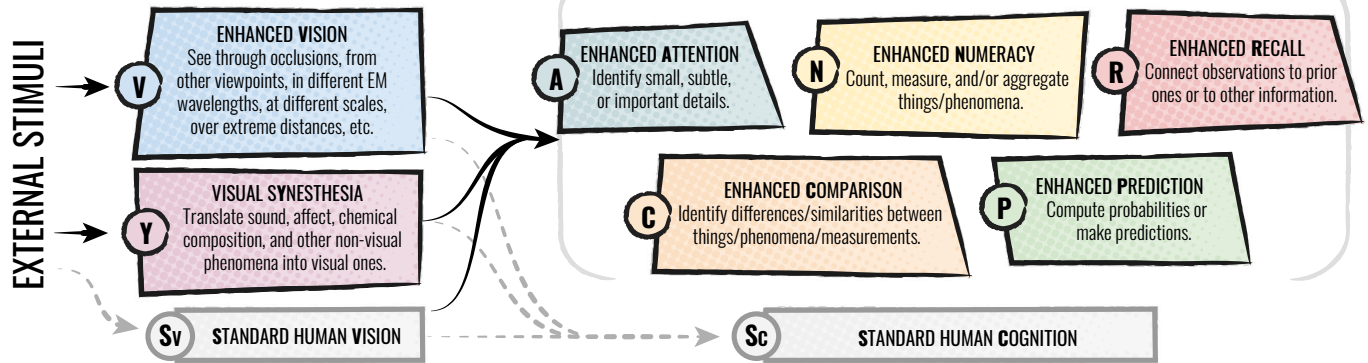 EXTERNAL STIMULI
V
ENHANCED VISION
See through occlusions, from
other viewpoints, in different EM
wavelengths, at different scales,
over extreme distances, etc.
Y
VISUAL SYNESTHESIA
Translate sound, affect, chemical
composition, and other non-visual
phenomena into visual ones.
SV
STANDARD HUMAN VISION
A
ENHANCED ATTENTION
Identify small, subtle,
or important details.
N
ENHANCED NUMERACY
Count, measure, and/or aggregate
things/phenomena.
R
ENHANCED RECALL
Connect observations to prior
ones or to other information.
C
ENHANCED COMPARISON
Identify differences/similarities between
things/phenomena/measurements.
P
ENHANCED PREDICTION
Compute probabilities or
make predictions.
SC
STANDARD HUMAN COGNITION